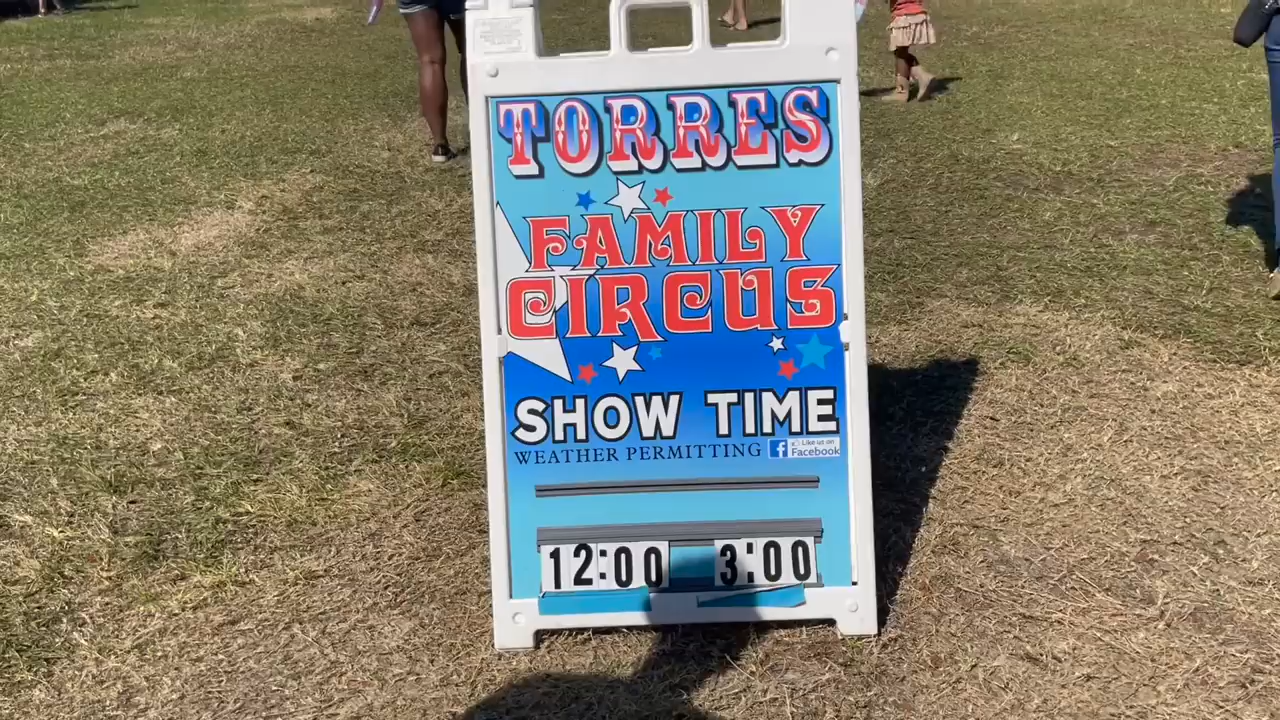 TORRES
FAMILY
CIRCUS
SHOW TIME
WEATHER PERMITTING
Like us on
Facebook
12:00 3:00